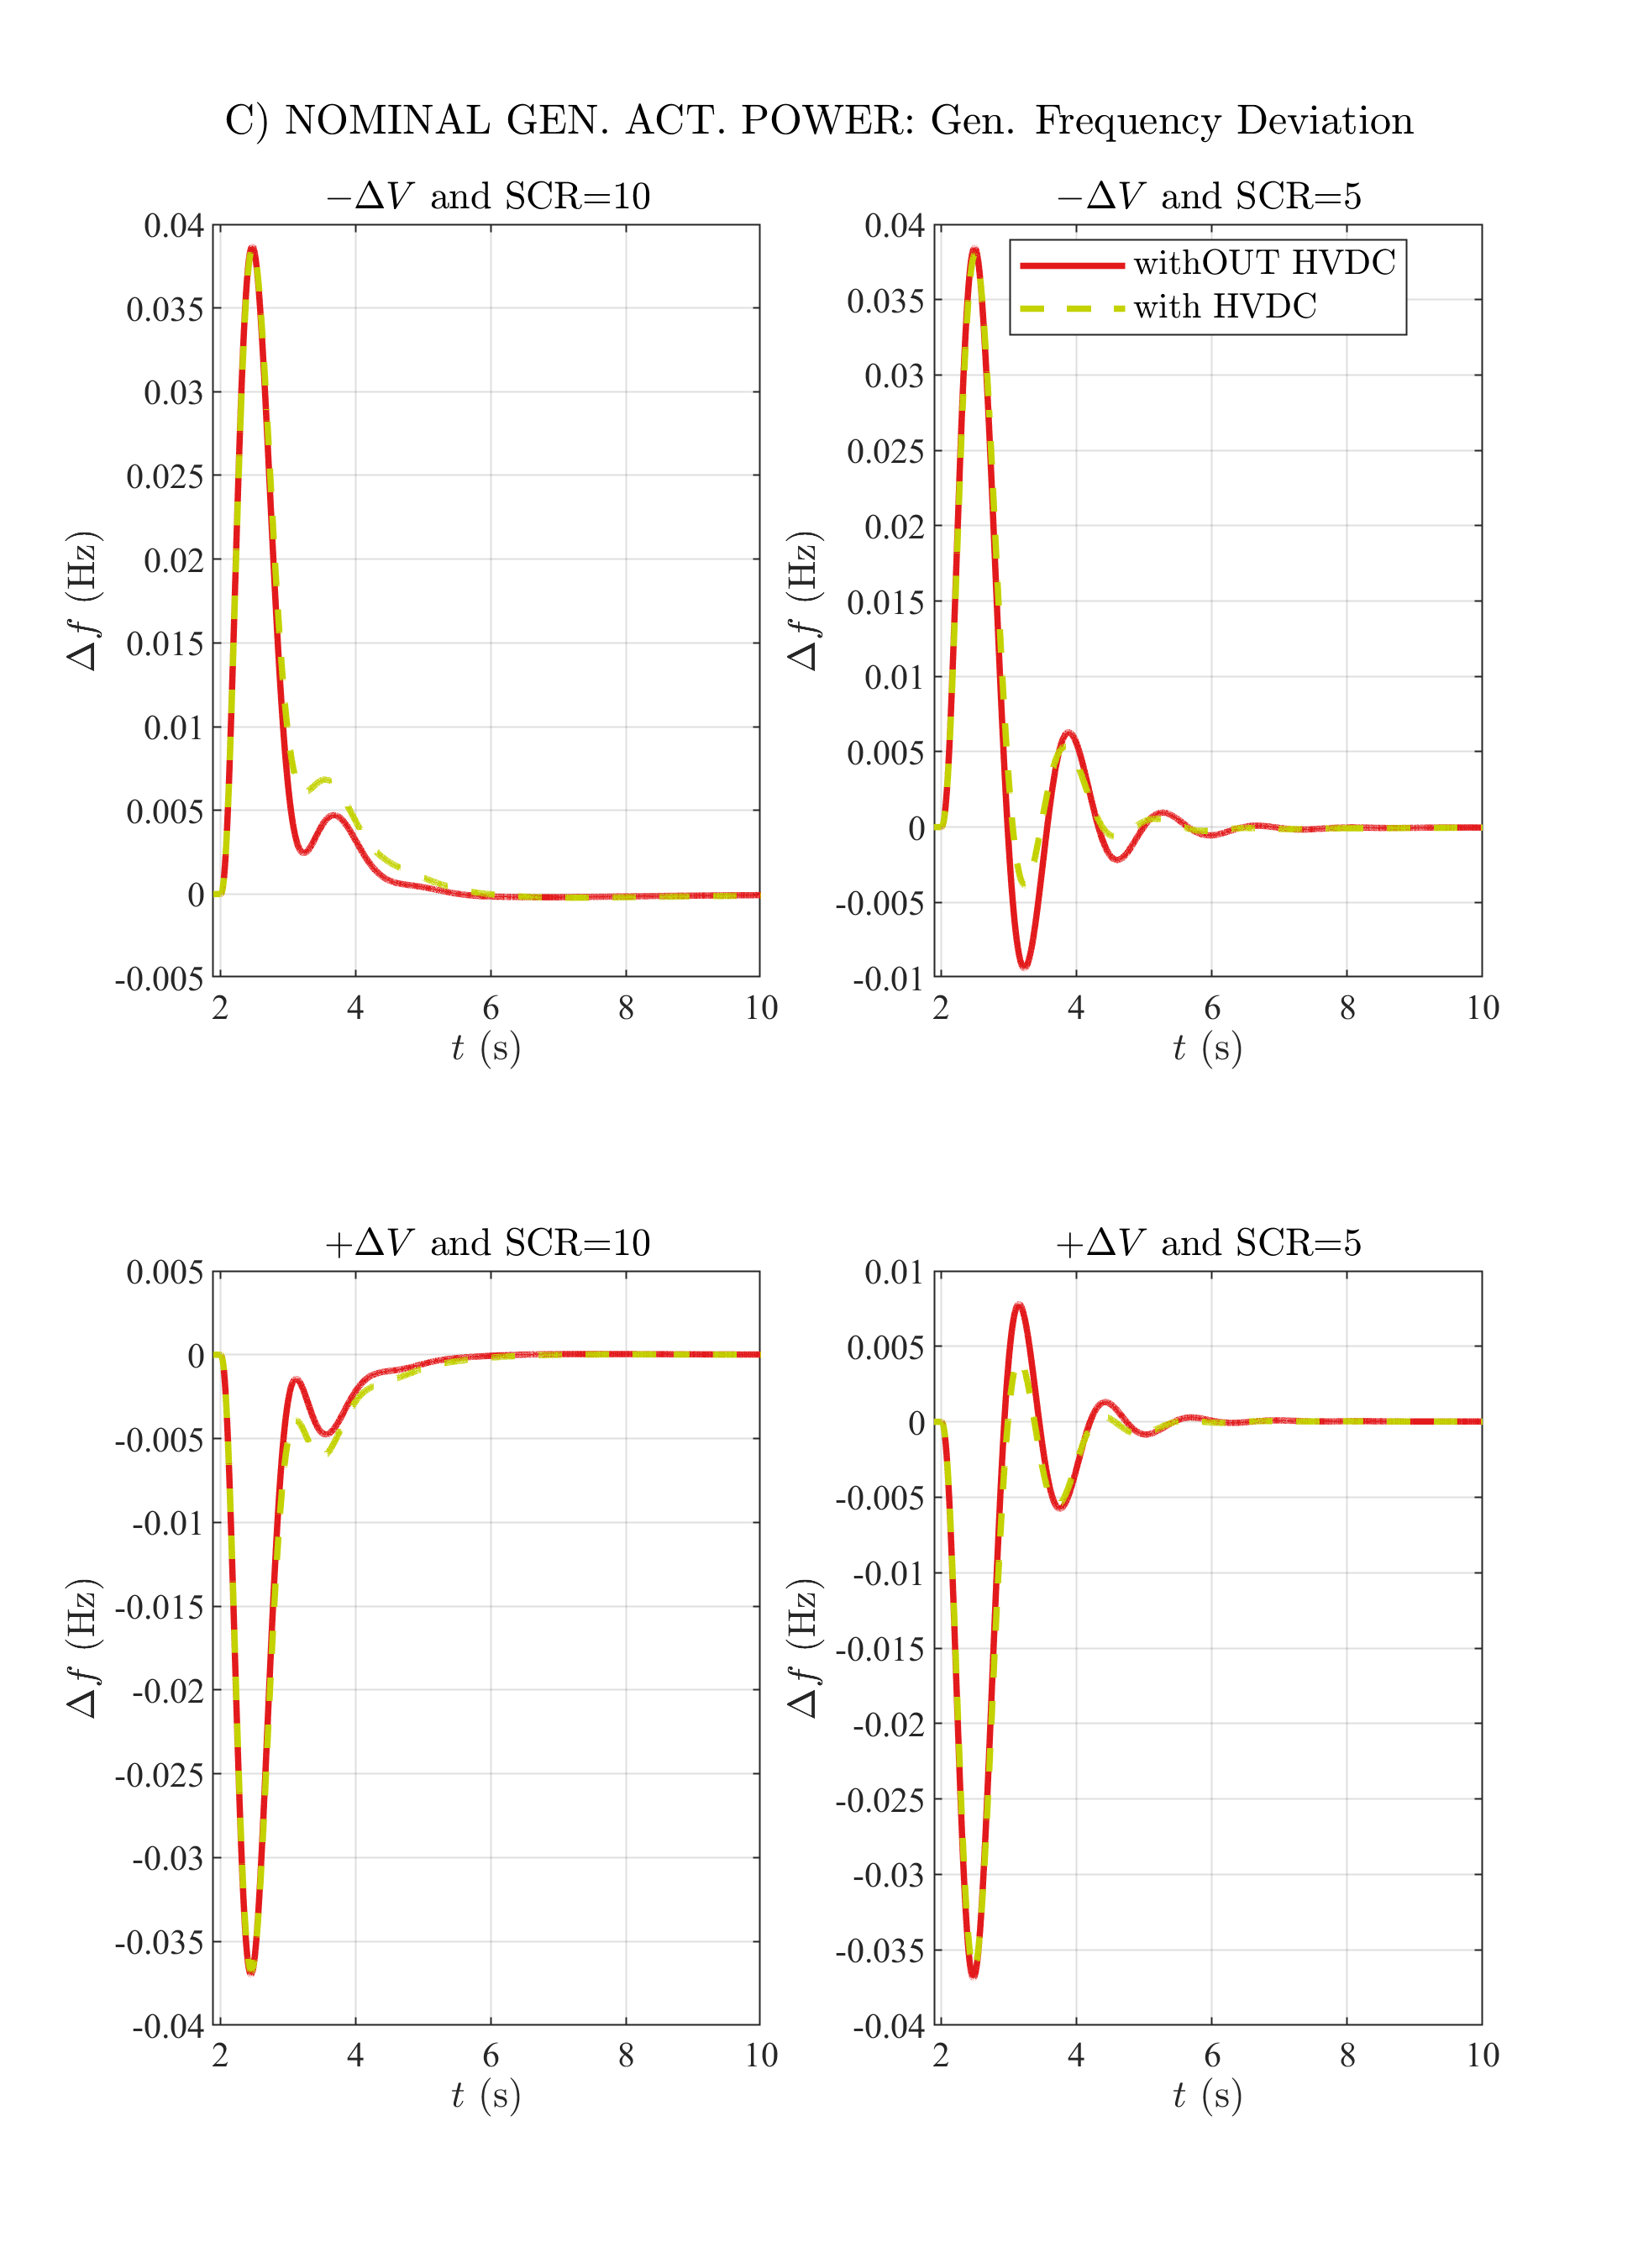 C) NOMINAL GEN. ACT. POWER: Gen. Frequency Deviation
−ΔV and SCR=10
0.04
0.035
0.03
0.025
0.02
0.015
0.01
0.005
0
-0.005
Δf (Hz)
2 4 6 8 10
t (s)
−ΔV and SCR=5
withOUT HVDC
with HVDC
0.04
0.035
0.03
0.025
0.02
0.015
0.01
0.005
0
-0.005
-0.01
Δf (Hz)
2 4 6 8 10
t (s)
+ΔV and SCR=10
0.005
0
-0.005
-0.01
-0.015
-0.02
-0.025
-0.03
-0.035
-0.04
Δf (Hz)
2 4 6 8 10
t (s)
+ΔV and SCR=5
0.01
0.005
0
-0.005
-0.01
-0.015
-0.02
-0.025
-0.03
-0.035
-0.04
Δf (Hz)
2 4 6 8 10
t (s)